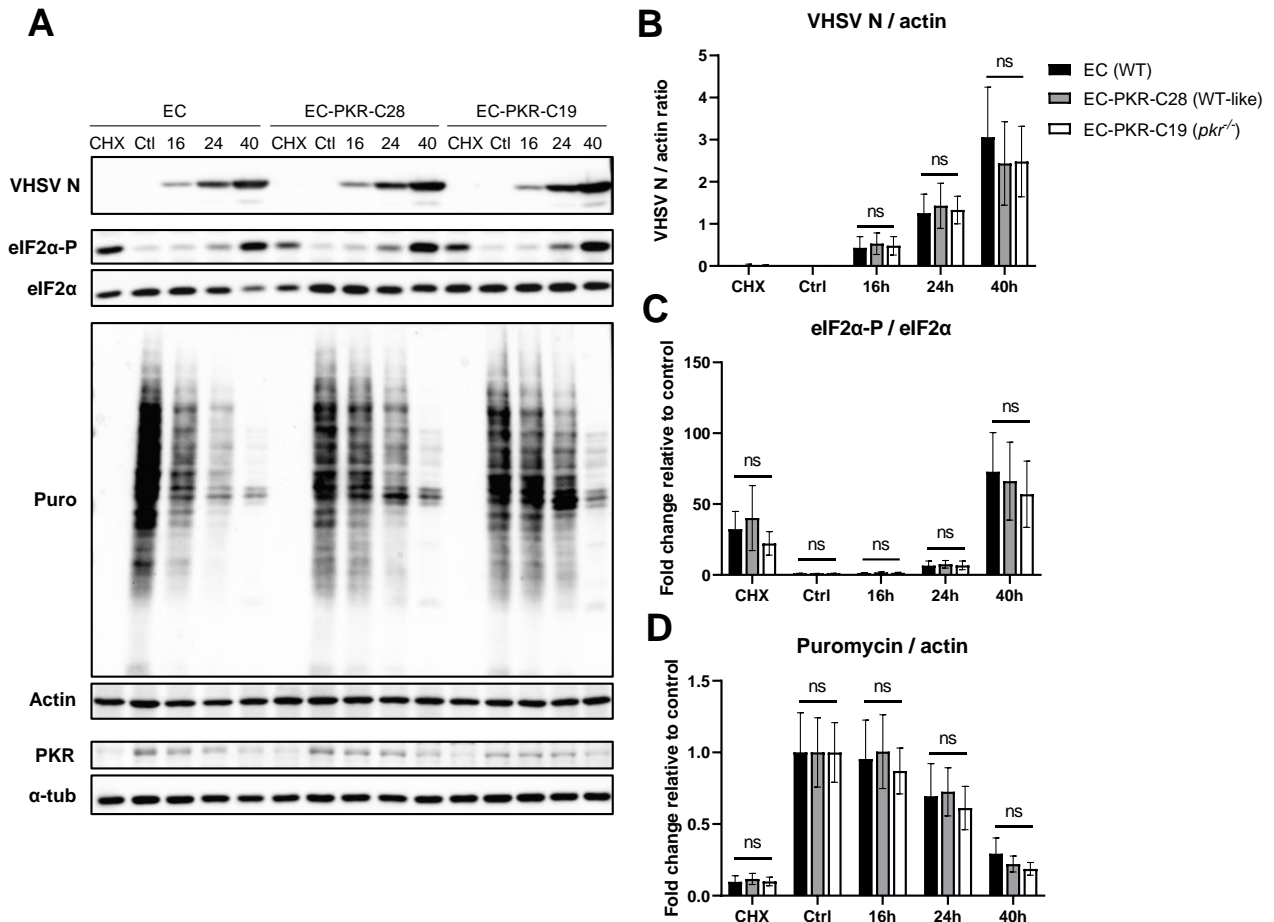 A
EC EC-PKR-C28 EC-PKR-C19
CHX Ctl 16 24 40 CHX Ctl 16 24 40 CHX Ctl 16 24 40
VHSV N
eIF2α-P
eIF2α
Puro
Actin
PKR
α-tub
B
VHSV N / actin
VHSV N / actin ratio
5
4
3
2
1
0
ns
ns
ns
CHX Ctrl 16h 24h 40h
EC (WT)
EC-PKR-C28 (WT-like)
EC-PKR-C19 (pkr-/-)
C
eIF2α-P / eIF2α
Fold change relative to control
150
100
50
0
ns
ns
ns
ns
ns
CHX Ctrl 16h 24h 40h
D
Puromycin / actin
Fold change relative to control
1.5
1.0
0.5
0.0
ns
ns
ns
ns
ns
CHX Ctrl 16h 24h 40h